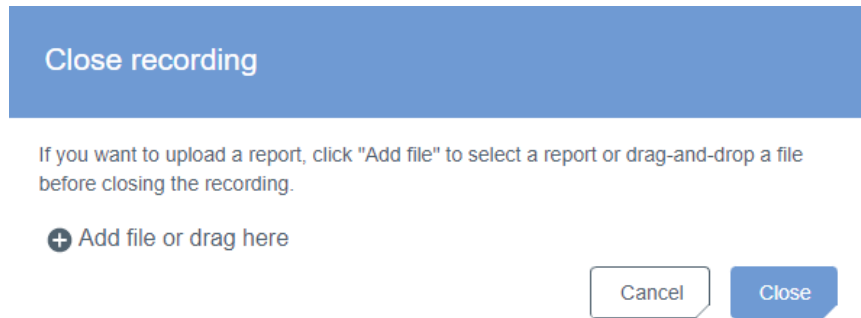 Close recording
If you want to upload a report, click "Add file" to select a report or drag-and-drop a file
before closing the recording.
Add file or drag here
Cancel
Close